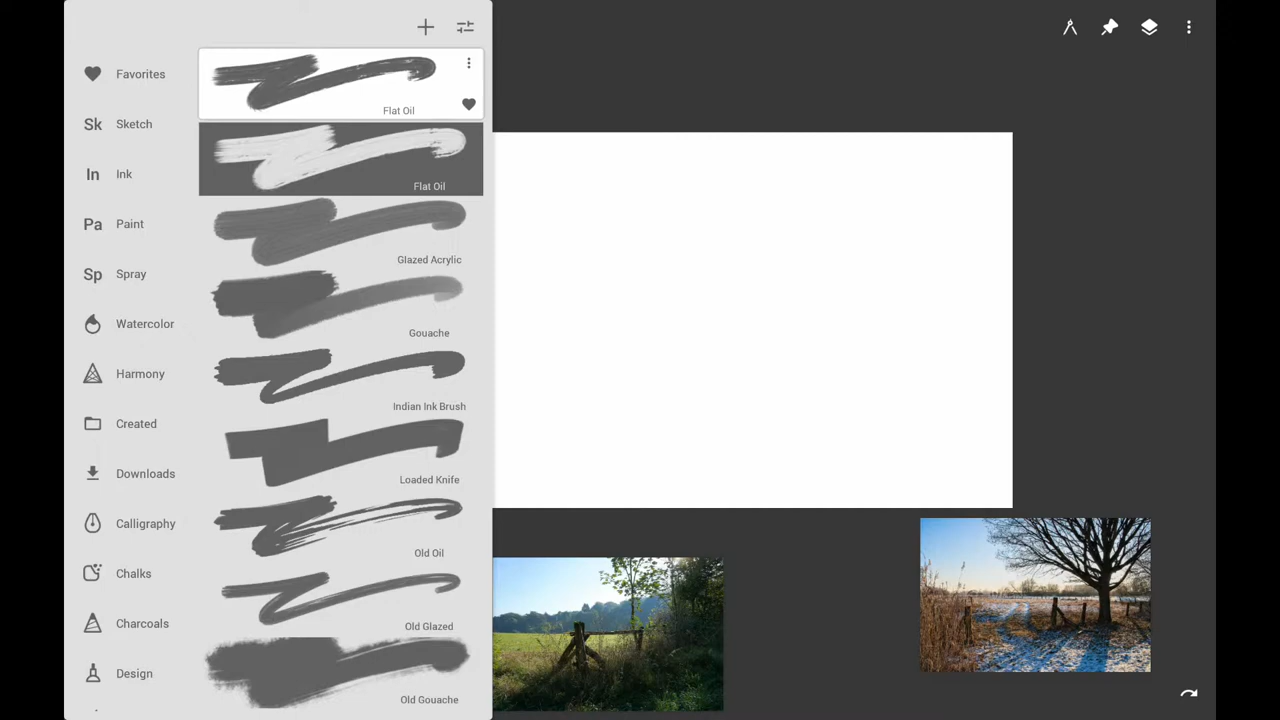 Favorites
Sk Sketch
In Ink
Pa Paint
Sp Spray
Watercolor
Harmony
Created
Downloads
Calligraphy
Chalks
Charcoals
Design
Flat Oil
Flat Oil
Glazed Acrylic
Gouache
Indian Ink Brush
Loaded Knife
Old Oil
Old Glazed
Old Gouache